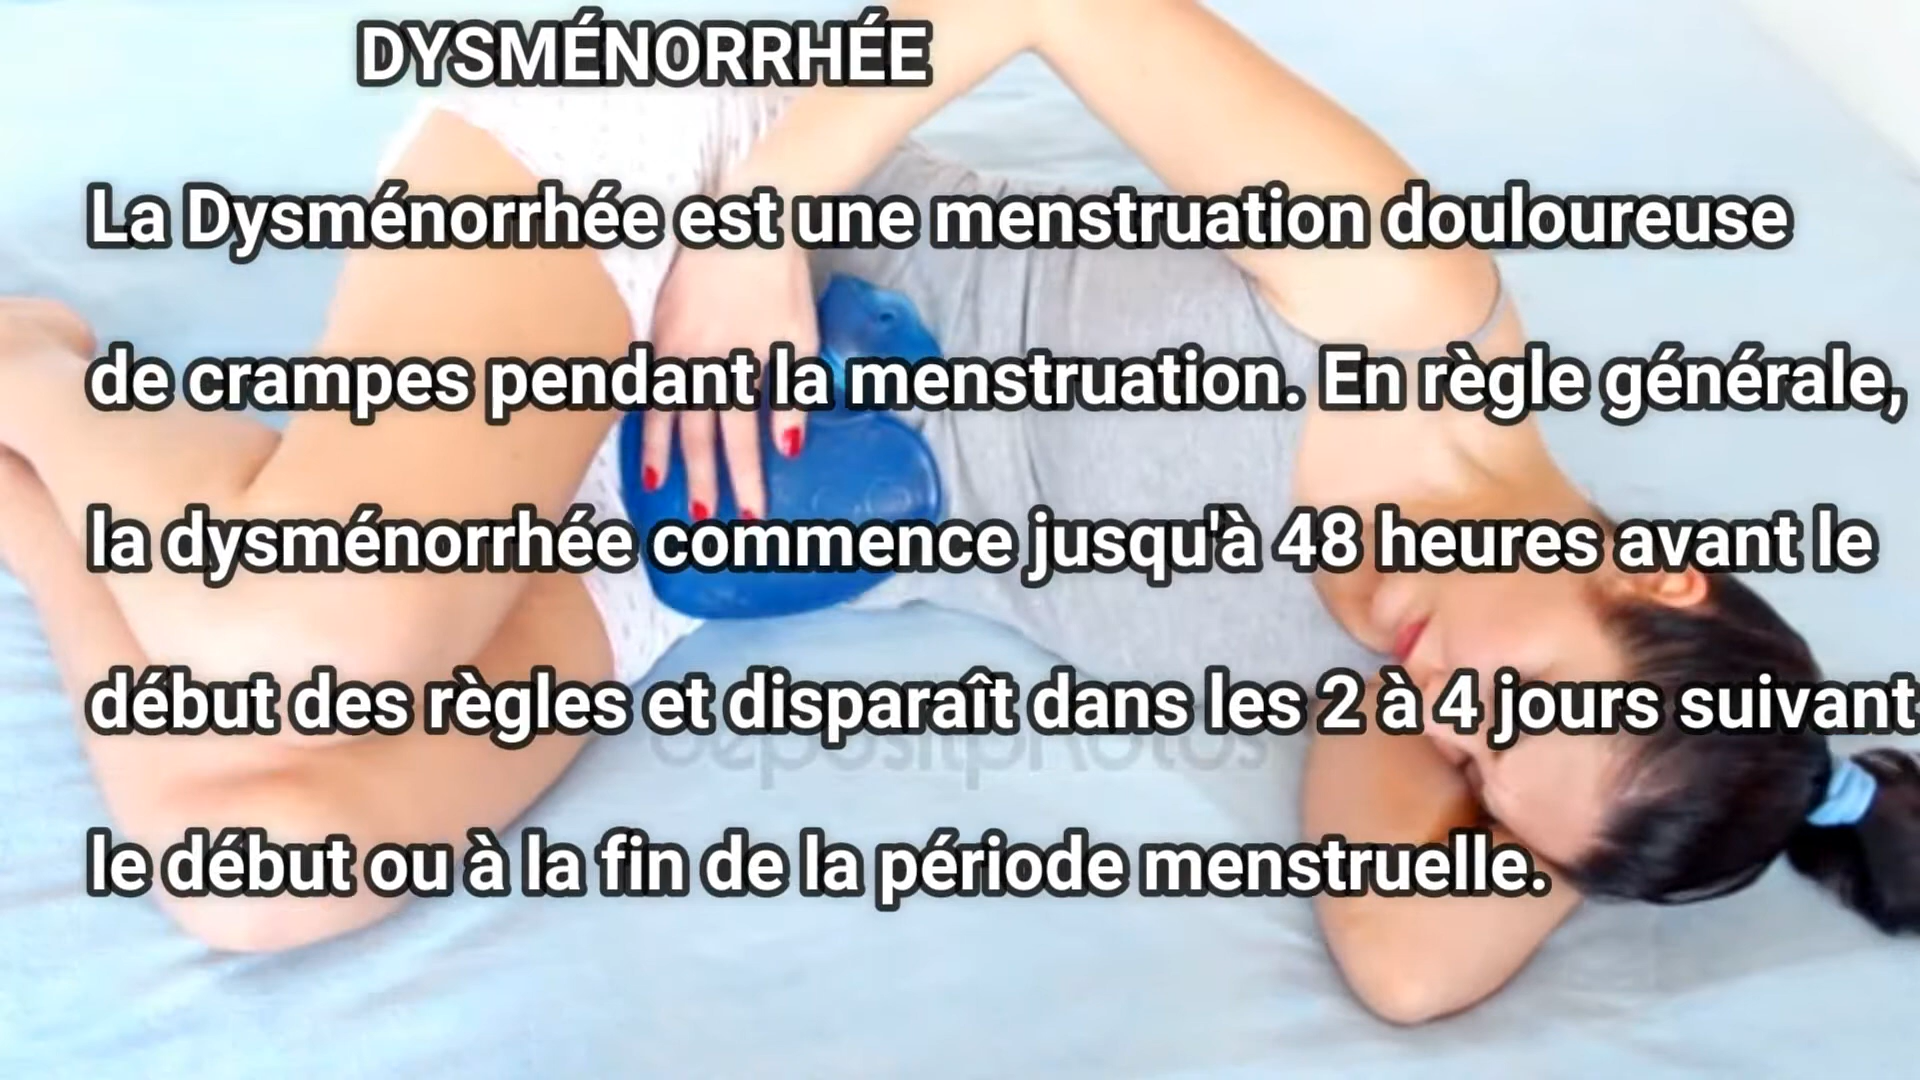 DYSMÉNORRHÉE
La Dysménorrhée est une menstruation douloureuse
de crampes pendant la menstruation. En règle générale,
la dysménorrhée commence jusqu'à 48 heures avant le
début des règles et disparaît dans les 2 à 4 jours suivant
depositphotos
le début ou à la fin de la période menstruelle.